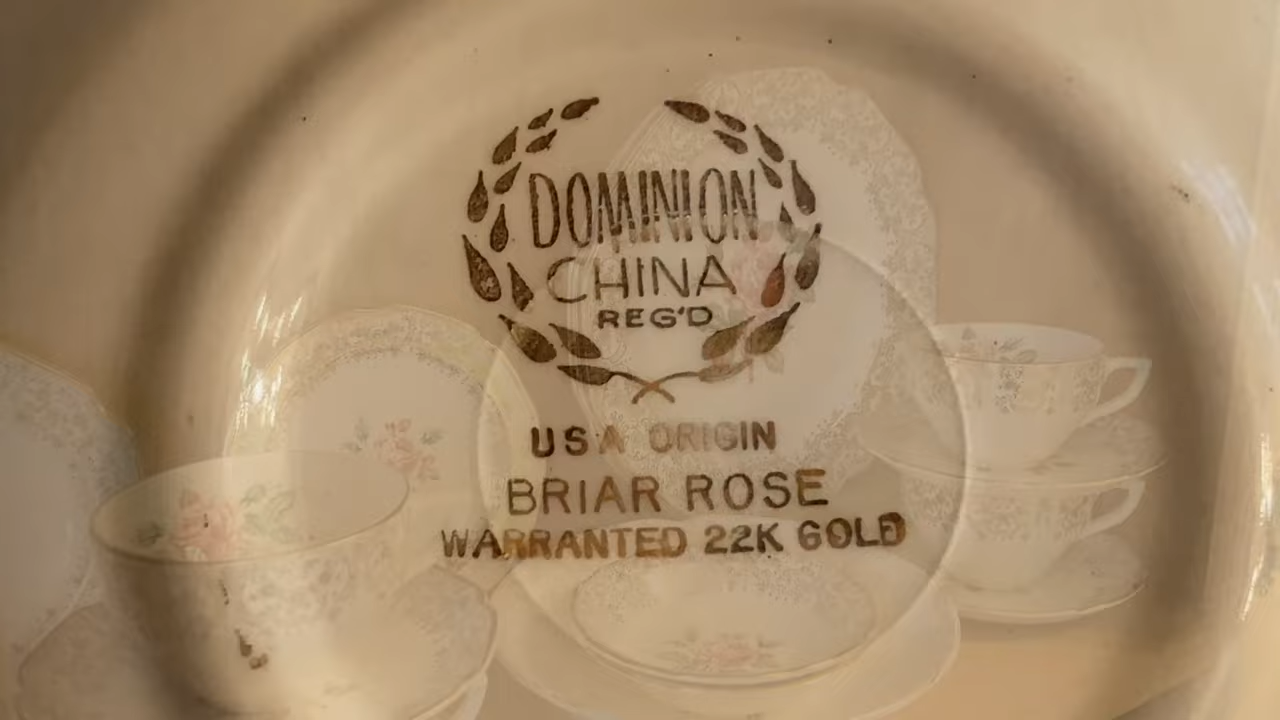 DOMINION
CHINA
REG'D
USA ORIGIN
BRIAR ROSE
WARRANTED 22K GOLD